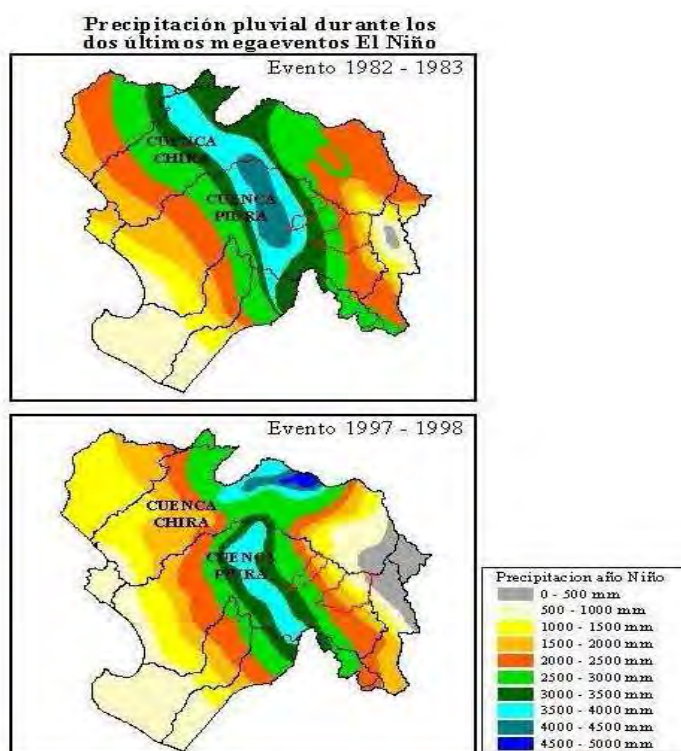 Precipitación pluvial durante los
dos últimos megaeventos El Niño
Evento 1982 - 1983
CUENCA
CHIRA
CUENCA
PIURA
Evento 1997 - 1998
CUENCA
CHIRA
CUENCA
PIURA
Precipitacion año Niño
0 - 500 mm
500 - 1000 mm
1000 - 1500 mm
1500 - 2000 mm
2000 - 2500 mm
2500 - 3000 mm
3000 - 3500 mm
3500 - 4000 mm
4000 - 4500 mm
4500 - 5000 mm